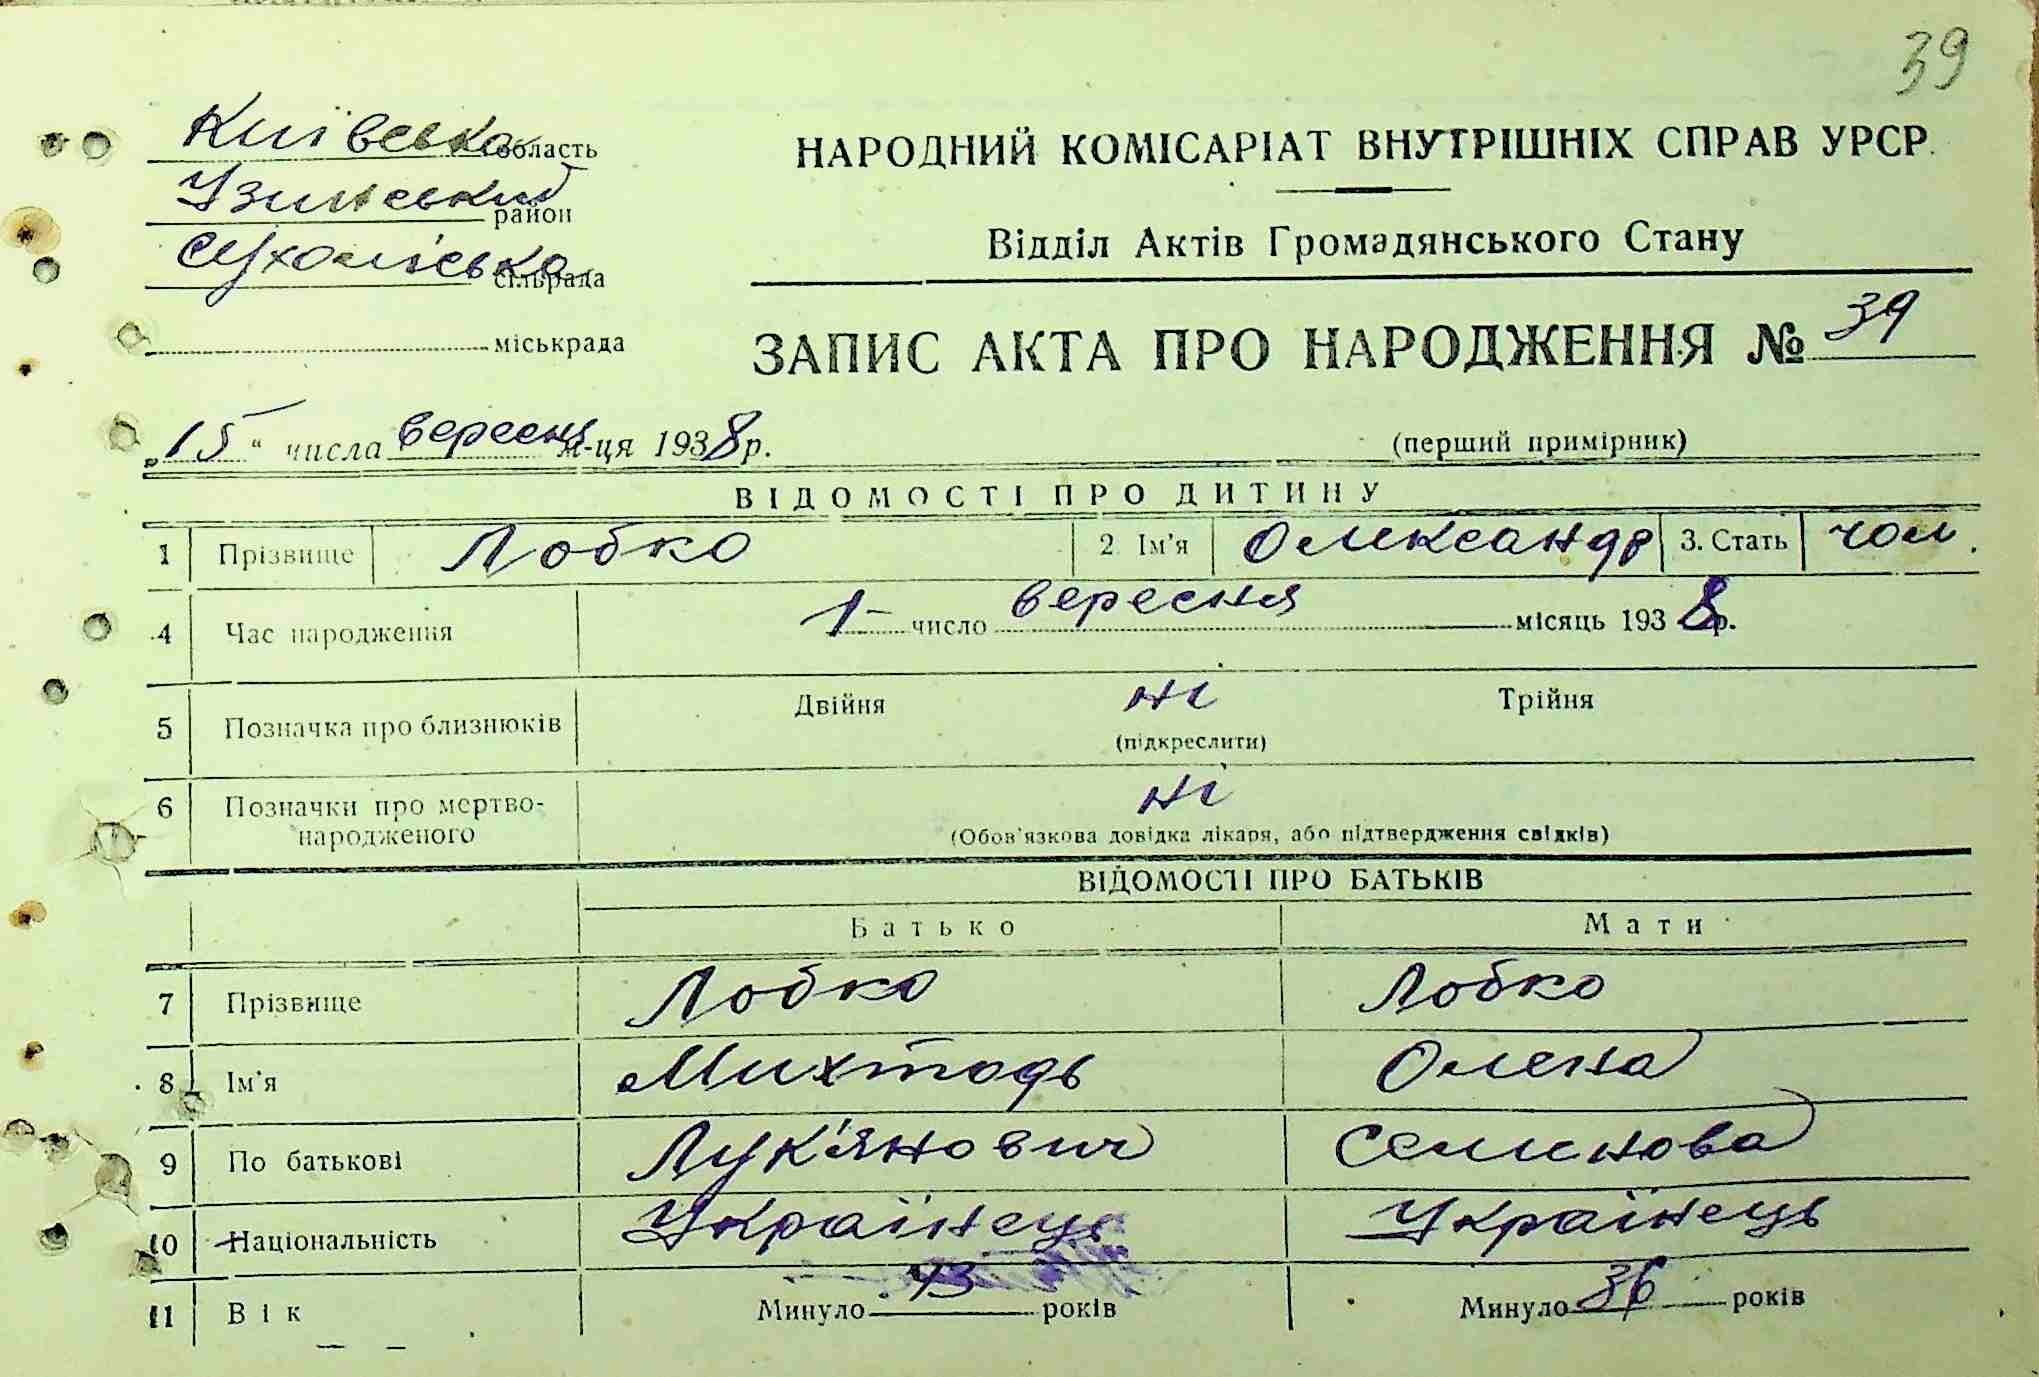 39
Київська область
Узинський район
Сухоліська сільрада
міськрада
НАРОДНИЙ КОМІСАРІАТ ВНУТРІШНІХ СПРАВ УРСР
Відділ Актів Громадянського Стану
ЗАПИС АКТА ПРО НАРОДЖЕННЯ № 39
„15" числа вересня м-ця 1938 р.
(перший примірник)
ВІДОМОСТІ ПРО ДИТИНУ
1 Прізвище Лобко 2. Ім'я Олександр 3. Стать чол.
4 Час народження 1 число вересня місяць 1938 р.
5 Позначка про близнюків Двійня ні Трійня
(підкреслити)
6 Позначки про мертво-
народженого ні
(Обов'язкова довідка лікаря, або підтвердження свідків)
ВІДОМОСТІ ПРО БАТЬКІВ
Батько Мати
7 Прізвище Лобко Лобко
8 Ім'я Михтодь Олена
9 По батькові Лук'янович Семинова
10 Національність Українець Українець
11 Вік Минуло 43 років Минуло 36 років